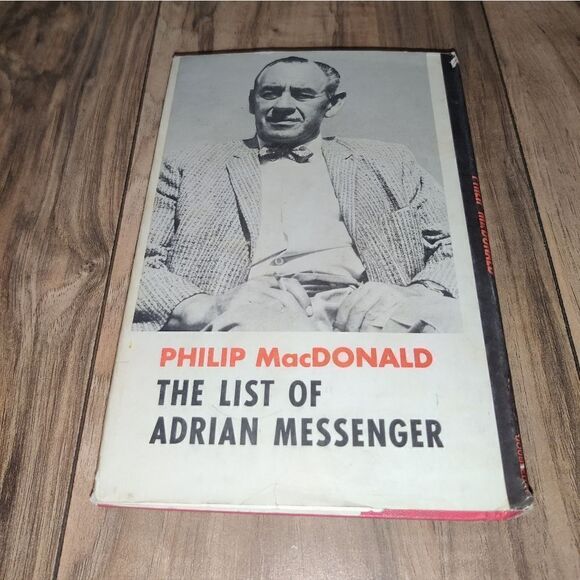 PHILIP MacDONALD
THE LIST OF
ADRIAN MESSENGER